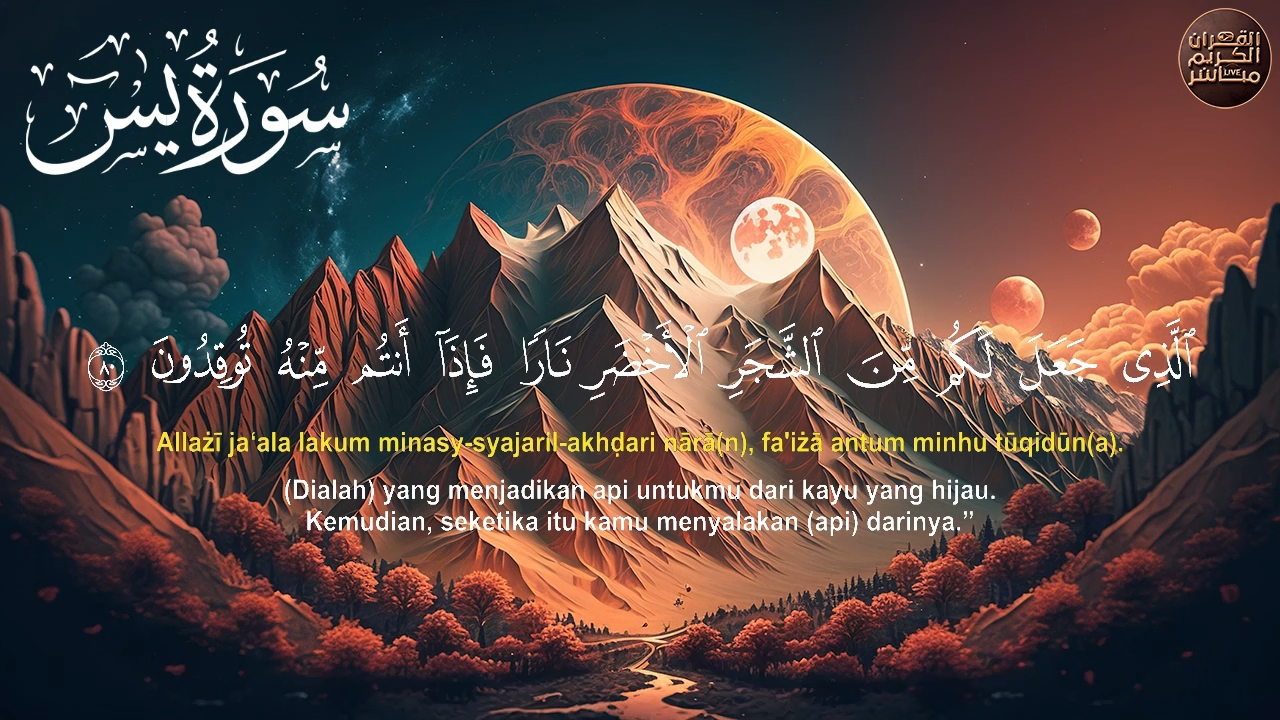 سُورَةُ يسٓ
القرآن
الكريم
مباشر
LIVE
ٱلَّذِى جَعَلَ لَكُم مِّنَ ٱلشَّجَرِ ٱلْأَخْضَرِ نَارًا فَإِذَآ أَنتُم مِّنْهُ تُوقِدُونَ ٨٠
Allażī ja‘ala lakum minasy-syajaril-akhḍari nārā(n), fa'iżā antum minhu tūqidūn(a).
(Dialah) yang menjadikan api untukmu dari kayu yang hijau.
Kemudian, seketika itu kamu menyalakan (api) darinya.”